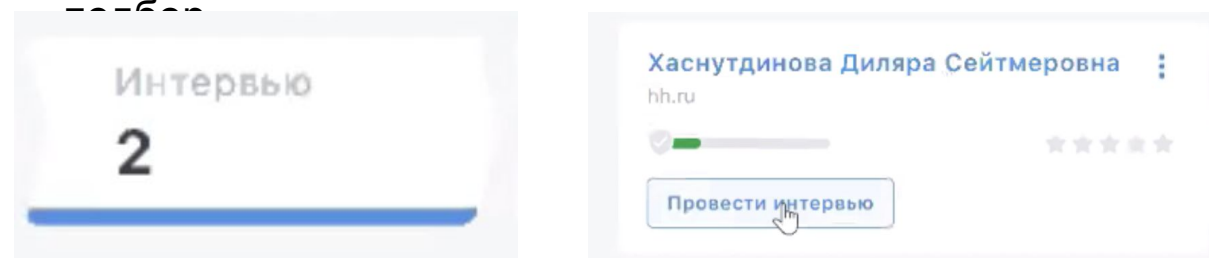 Интервью
2
Хаснутдинова Диляра Сейтмеровна
hh.ru
Провести интервью